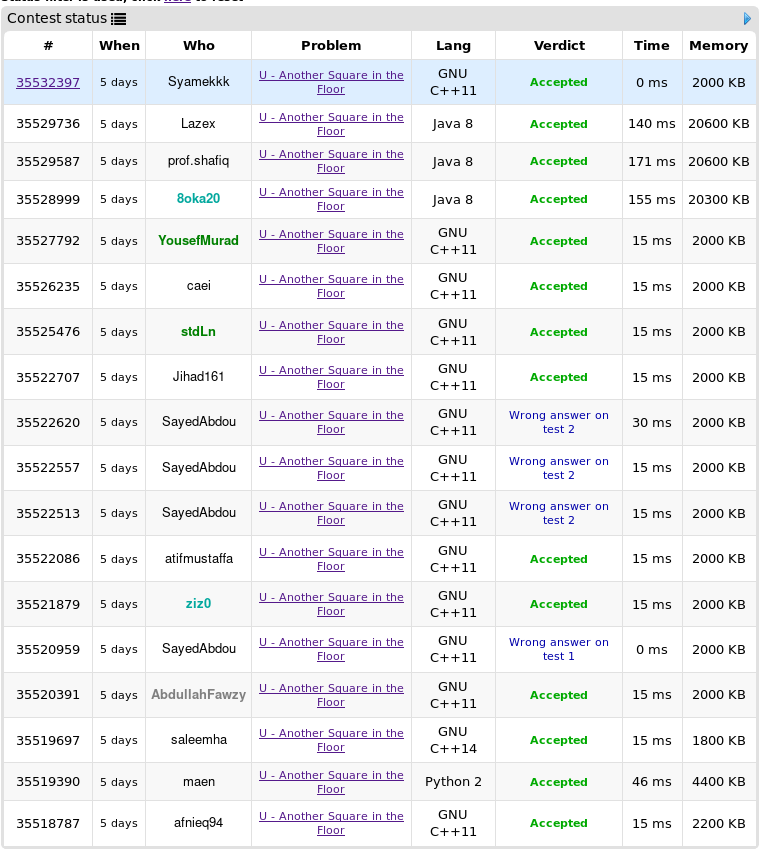 Status filter is used, click here to reset
Contest status
# When Who Problem Lang Verdict Time Memory
35532397 5 days Syamekkk U - Another Square in the Floor GNU C++11 Accepted 0 ms 2000 KB
35529736 5 days Lazex U - Another Square in the Floor Java 8 Accepted 140 ms 20600 KB
35529587 5 days prof.shafiq U - Another Square in the Floor Java 8 Accepted 171 ms 20600 KB
35528999 5 days 8oka20 U - Another Square in the Floor Java 8 Accepted 155 ms 20300 KB
35527792 5 days YousefMurad U - Another Square in the Floor GNU C++11 Accepted 15 ms 2000 KB
35526235 5 days caei U - Another Square in the Floor GNU C++11 Accepted 15 ms 2000 KB
35525476 5 days stdLn U - Another Square in the Floor GNU C++11 Accepted 15 ms 2000 KB
35522707 5 days Jihad161 U - Another Square in the Floor GNU C++11 Accepted 15 ms 2000 KB
35522620 5 days SayedAbdou U - Another Square in the Floor GNU C++11 Wrong answer on test 2 30 ms 2000 KB
35522557 5 days SayedAbdou U - Another Square in the Floor GNU C++11 Wrong answer on test 2 15 ms 2000 KB
35522513 5 days SayedAbdou U - Another Square in the Floor GNU C++11 Wrong answer on test 2 15 ms 2000 KB
35522086 5 days atifmustaffa U - Another Square in the Floor GNU C++11 Accepted 15 ms 2000 KB
35521879 5 days ziz0 U - Another Square in the Floor GNU C++11 Accepted 15 ms 2000 KB
35520959 5 days SayedAbdou U - Another Square in the Floor GNU C++11 Wrong answer on test 1 0 ms 2000 KB
35520391 5 days AbdullahFawzy U - Another Square in the Floor GNU C++11 Accepted 15 ms 2000 KB
35519697 5 days saleemha U - Another Square in the Floor GNU C++14 Accepted 15 ms 1800 KB
35519390 5 days maen U - Another Square in the Floor Python 2 Accepted 46 ms 4400 KB
35518787 5 days afnieq94 U - Another Square in the Floor GNU C++11 Accepted 15 ms 2200 KB